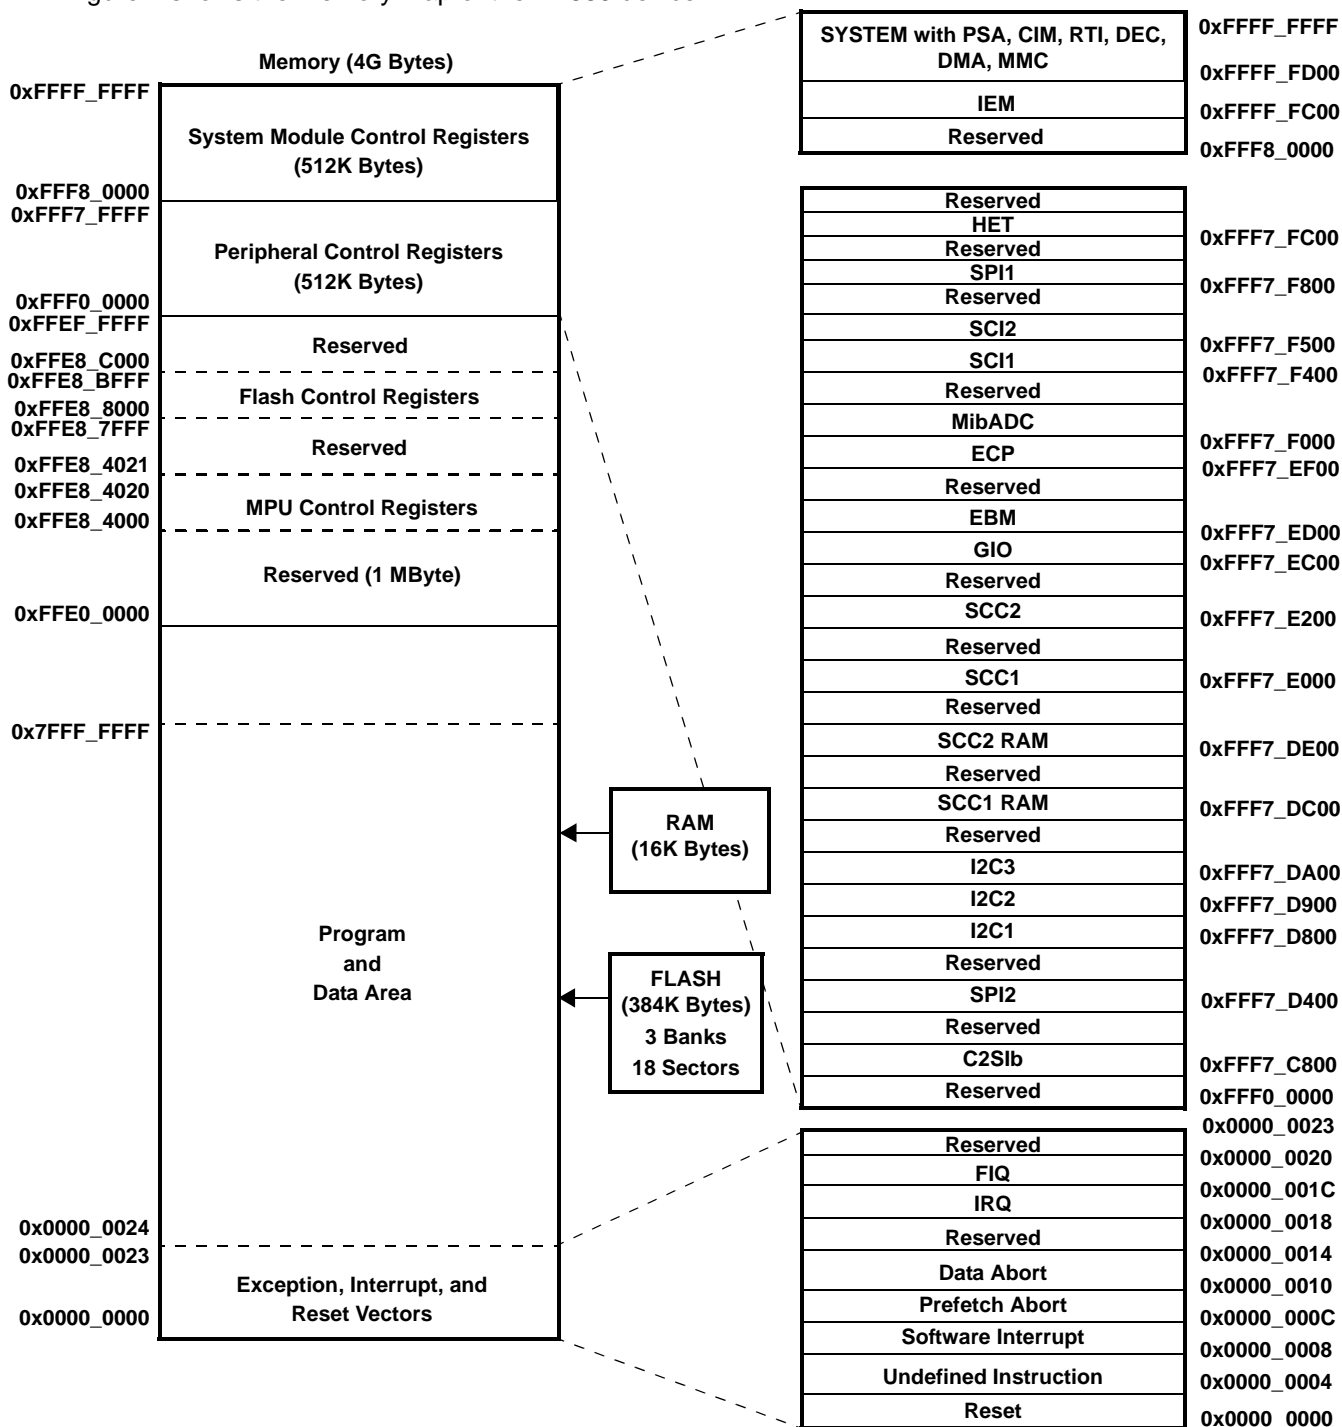 Memory (4G Bytes)
0xFFFF_FFFF
System Module Control Registers
(512K Bytes)
0xFFF8_0000
0xFFF7_FFFF
Peripheral Control Registers
(512K Bytes)
0xFFF0_0000
0xFFEF_FFFF
Reserved
0xFFE8_C000
0xFFE8_BFFF
Flash Control Registers
0xFFE8_8000
0xFFE8_7FFF
Reserved
0xFFE8_4021
0xFFE8_4020
MPU Control Registers
0xFFE8_4000
Reserved (1 MByte)
0xFFE0_0000
0x7FFF_FFFF
Program
and
Data Area
0x0000_0024
0x0000_0023
Exception, Interrupt, and
Reset Vectors
0x0000_0000
RAM
(16K Bytes)
FLASH
(384K Bytes)
3 Banks
18 Sectors
SYSTEM with PSA, CIM, RTI, DEC,
DMA, MMC
0xFFFF_FFFF
0xFFFF_FD00
IEM
0xFFFF_FC00
Reserved
0xFFF8_0000
Reserved
HET
0xFFF7_FC00
Reserved
SPI1
0xFFF7_F800
Reserved
SCI2
0xFFF7_F500
SCI1
0xFFF7_F400
Reserved
MibADC
0xFFF7_F000
ECP
0xFFF7_EF00
Reserved
EBM
0xFFF7_ED00
GIO
0xFFF7_EC00
Reserved
SCC2
0xFFF7_E200
Reserved
SCC1
0xFFF7_E000
Reserved
SCC2 RAM
0xFFF7_DE00
Reserved
SCC1 RAM
0xFFF7_DC00
Reserved
I2C3
0xFFF7_DA00
I2C2
0xFFF7_D900
I2C1
0xFFF7_D800
Reserved
SPI2
0xFFF7_D400
Reserved
C2SIb
0xFFF7_C800
Reserved
0xFFF0_0000
0x0000_0023
Reserved
0x0000_0020
FIQ
0x0000_001C
IRQ
0x0000_0018
Reserved
0x0000_0014
Data Abort
0x0000_0010
Prefetch Abort
0x0000_000C
Software Interrupt
0x0000_0008
Undefined Instruction
0x0000_0004
Reset
0x0000_0000